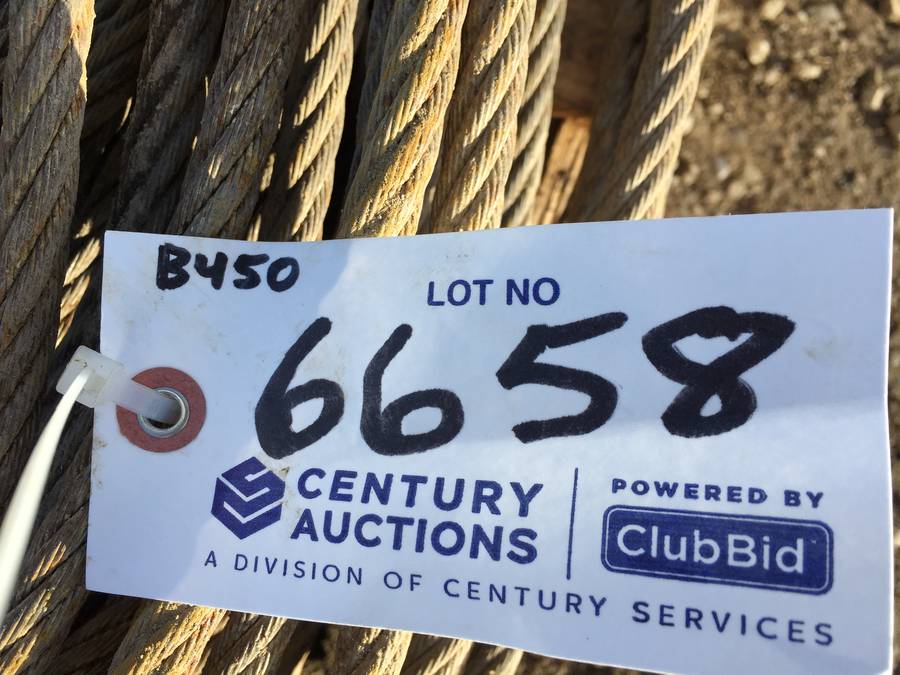 B450
LOT NO
6658
CENTURY
AUCTIONS
A DIVISION OF CENTURY SERVICES
POWERED BY
ClubBid